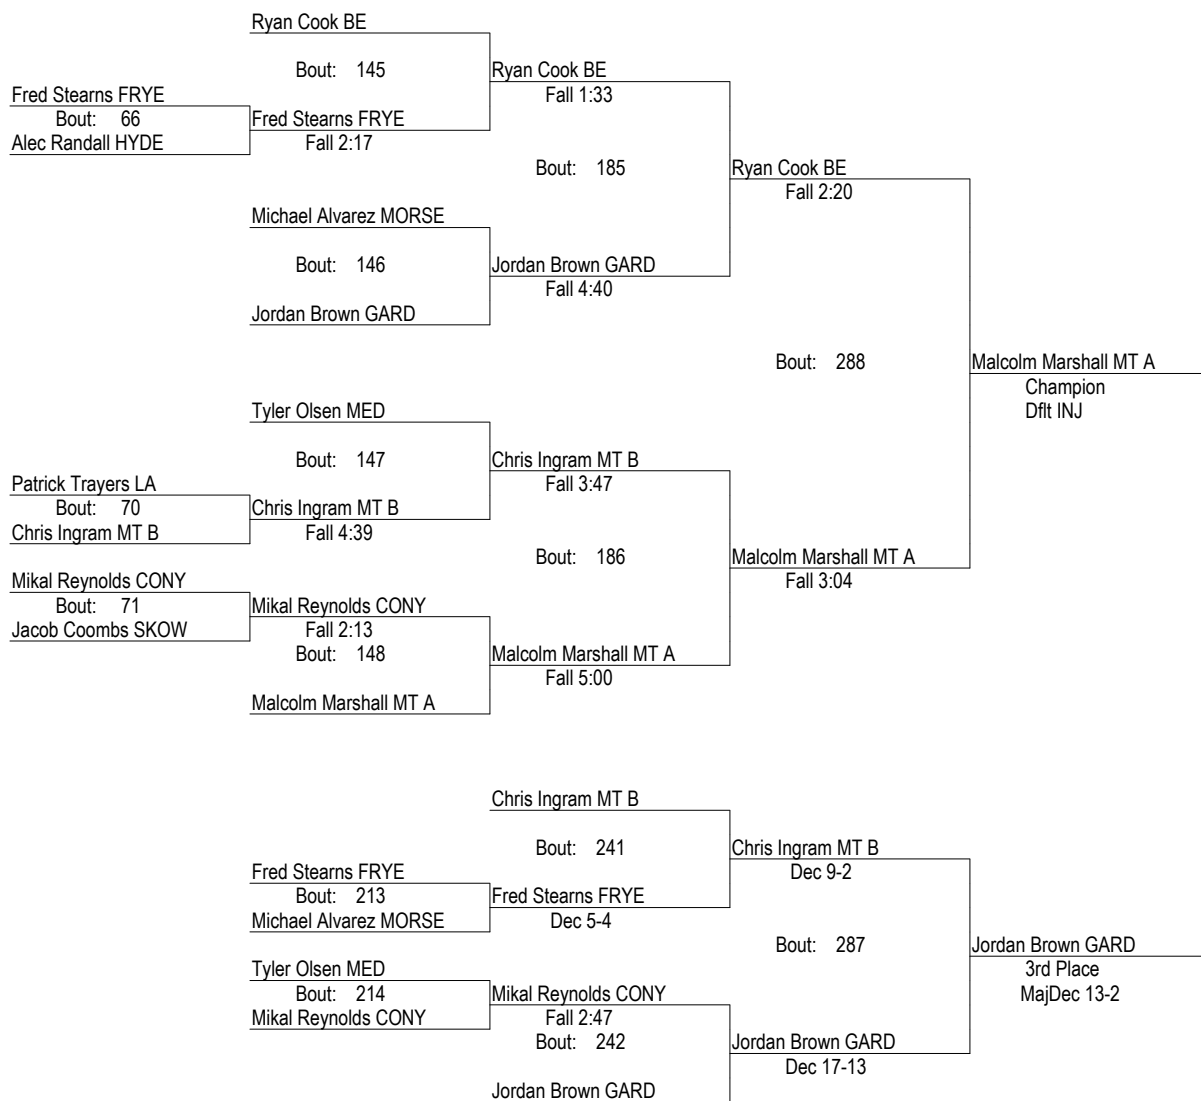 Ryan Cook BE
Bout: 145
Ryan Cook BE
Fred Stearns FRYE
Fall 1:33
Bout: 66
Fred Stearns FRYE
Alec Randall HYDE
Fall 2:17
Bout: 185
Ryan Cook BE
Fall 2:20
Michael Alvarez MORSE
Bout: 146
Jordan Brown GARD
Fall 4:40
Jordan Brown GARD
Bout: 288
Malcolm Marshall MT A
Champion
Dflt INJ
Tyler Olsen MED
Bout: 147
Chris Ingram MT B
Patrick Trayers LA
Fall 3:47
Bout: 70
Chris Ingram MT B
Chris Ingram MT B
Fall 4:39
Bout: 186
Malcolm Marshall MT A
Mikal Reynolds CONY
Fall 3:04
Bout: 71
Mikal Reynolds CONY
Jacob Coombs SKOW
Fall 2:13
Bout: 148
Malcolm Marshall MT A
Fall 5:00
Malcolm Marshall MT A
Chris Ingram MT B
Bout: 241
Chris Ingram MT B
Fred Stearns FRYE
Dec 9-2
Bout: 213
Fred Stearns FRYE
Michael Alvarez MORSE
Dec 5-4
Bout: 287
Jordan Brown GARD
Tyler Olsen MED
3rd Place
Bout: 214
Mikal Reynolds CONY
MajDec 13-2
Mikal Reynolds CONY
Fall 2:47
Bout: 242
Jordan Brown GARD
Dec 17-13
Jordan Brown GARD